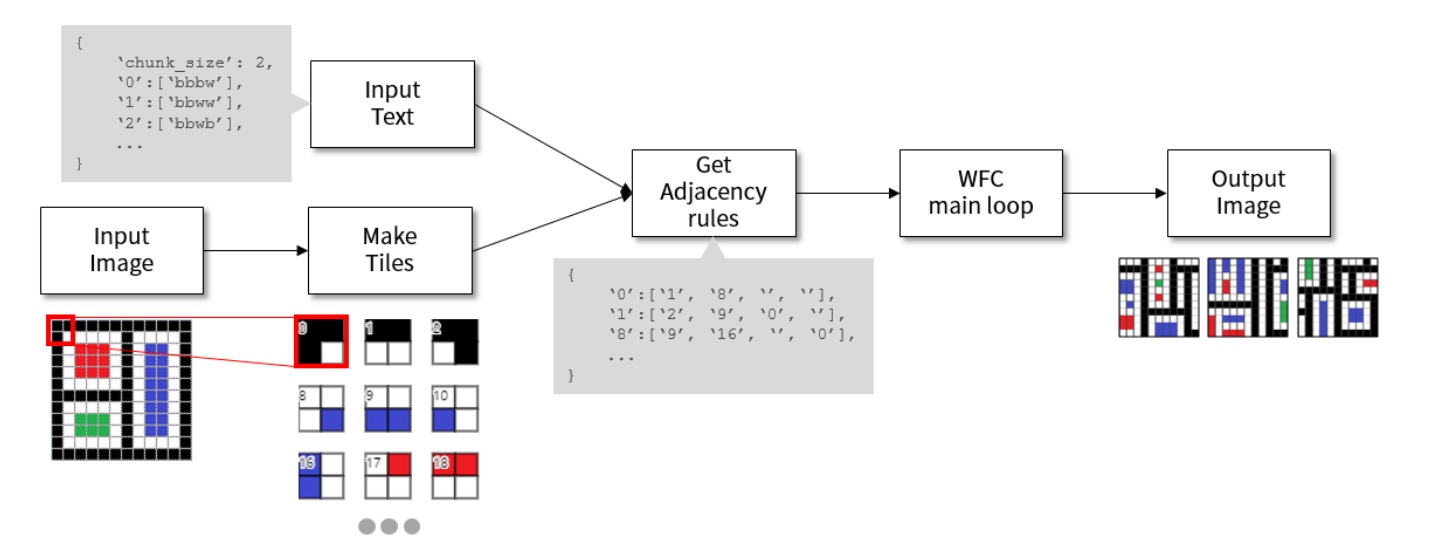 {
‘chunk_size’: 2,
‘0’:[‘bbbw’],
‘1’:[‘bbww’],
‘2’:[‘bbwb’],
...
}
Input
Text
Input
Image
Make
Tiles
Get
Adjacency
rules
WFC
main loop
Output
Image
0 1 2
8 9 10
16 17 18
{
‘0’:[‘1’, ‘8’, ‘’, ‘’],
‘1’:[‘2’, ‘9’, ‘0’, ‘’],
‘8’:[‘9’, ‘16’, ‘’, ‘0’],
...
}